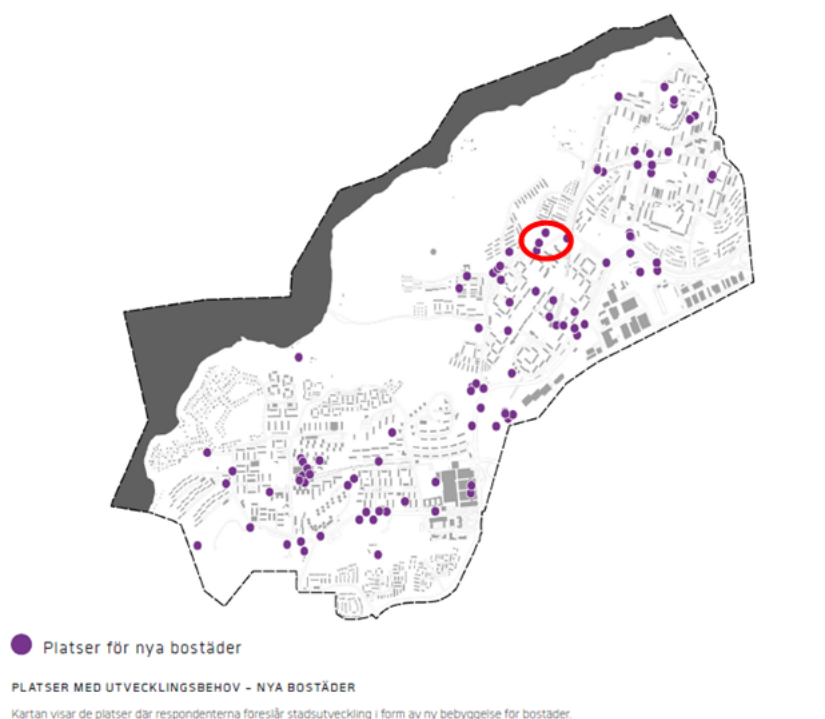 Platser för nya bostäder
PLATSER MED UTVECKLINGSBEHOV – NYA BOSTÄDER
Kartan visar de platser där respondenterna föreslår stadsutveckling i form av ny bebyggelse för bostäder.